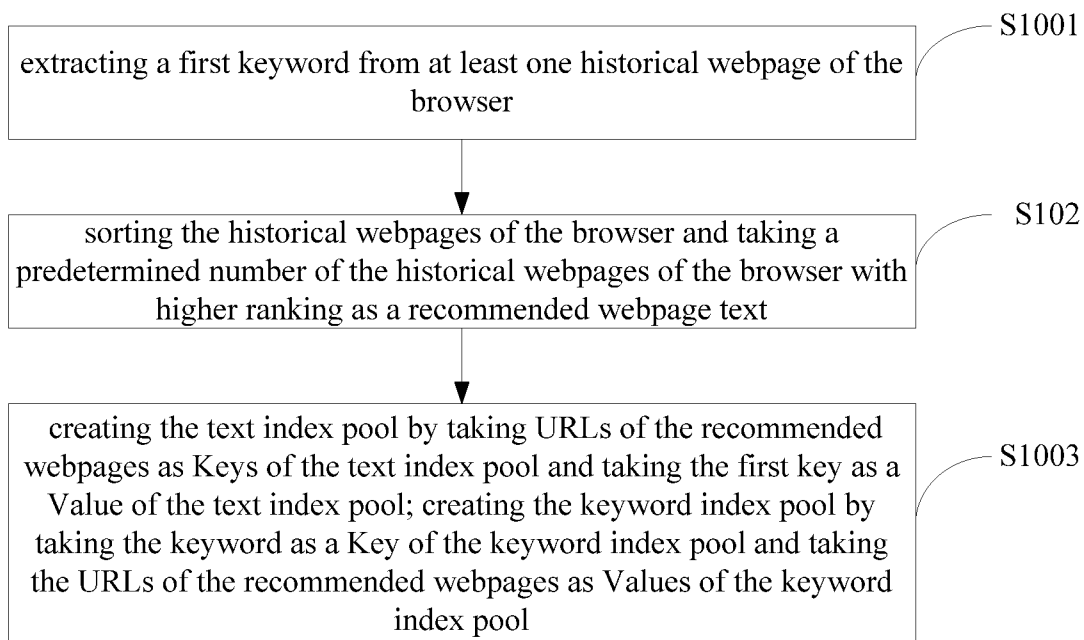 S1001
extracting a first keyword from at least one historical webpage of the
browser
S102
sorting the historical webpages of the browser and taking a
predetermined number of the historical webpages of the browser with
higher ranking as a recommended webpage text
S1003
creating the text index pool by taking URLs of the recommended
webpages as Keys of the text index pool and taking the first key as a
Value of the text index pool; creating the keyword index pool by
taking the keyword as a Key of the keyword index pool and taking
the URLs of the recommended webpages as Values of the keyword
index pool